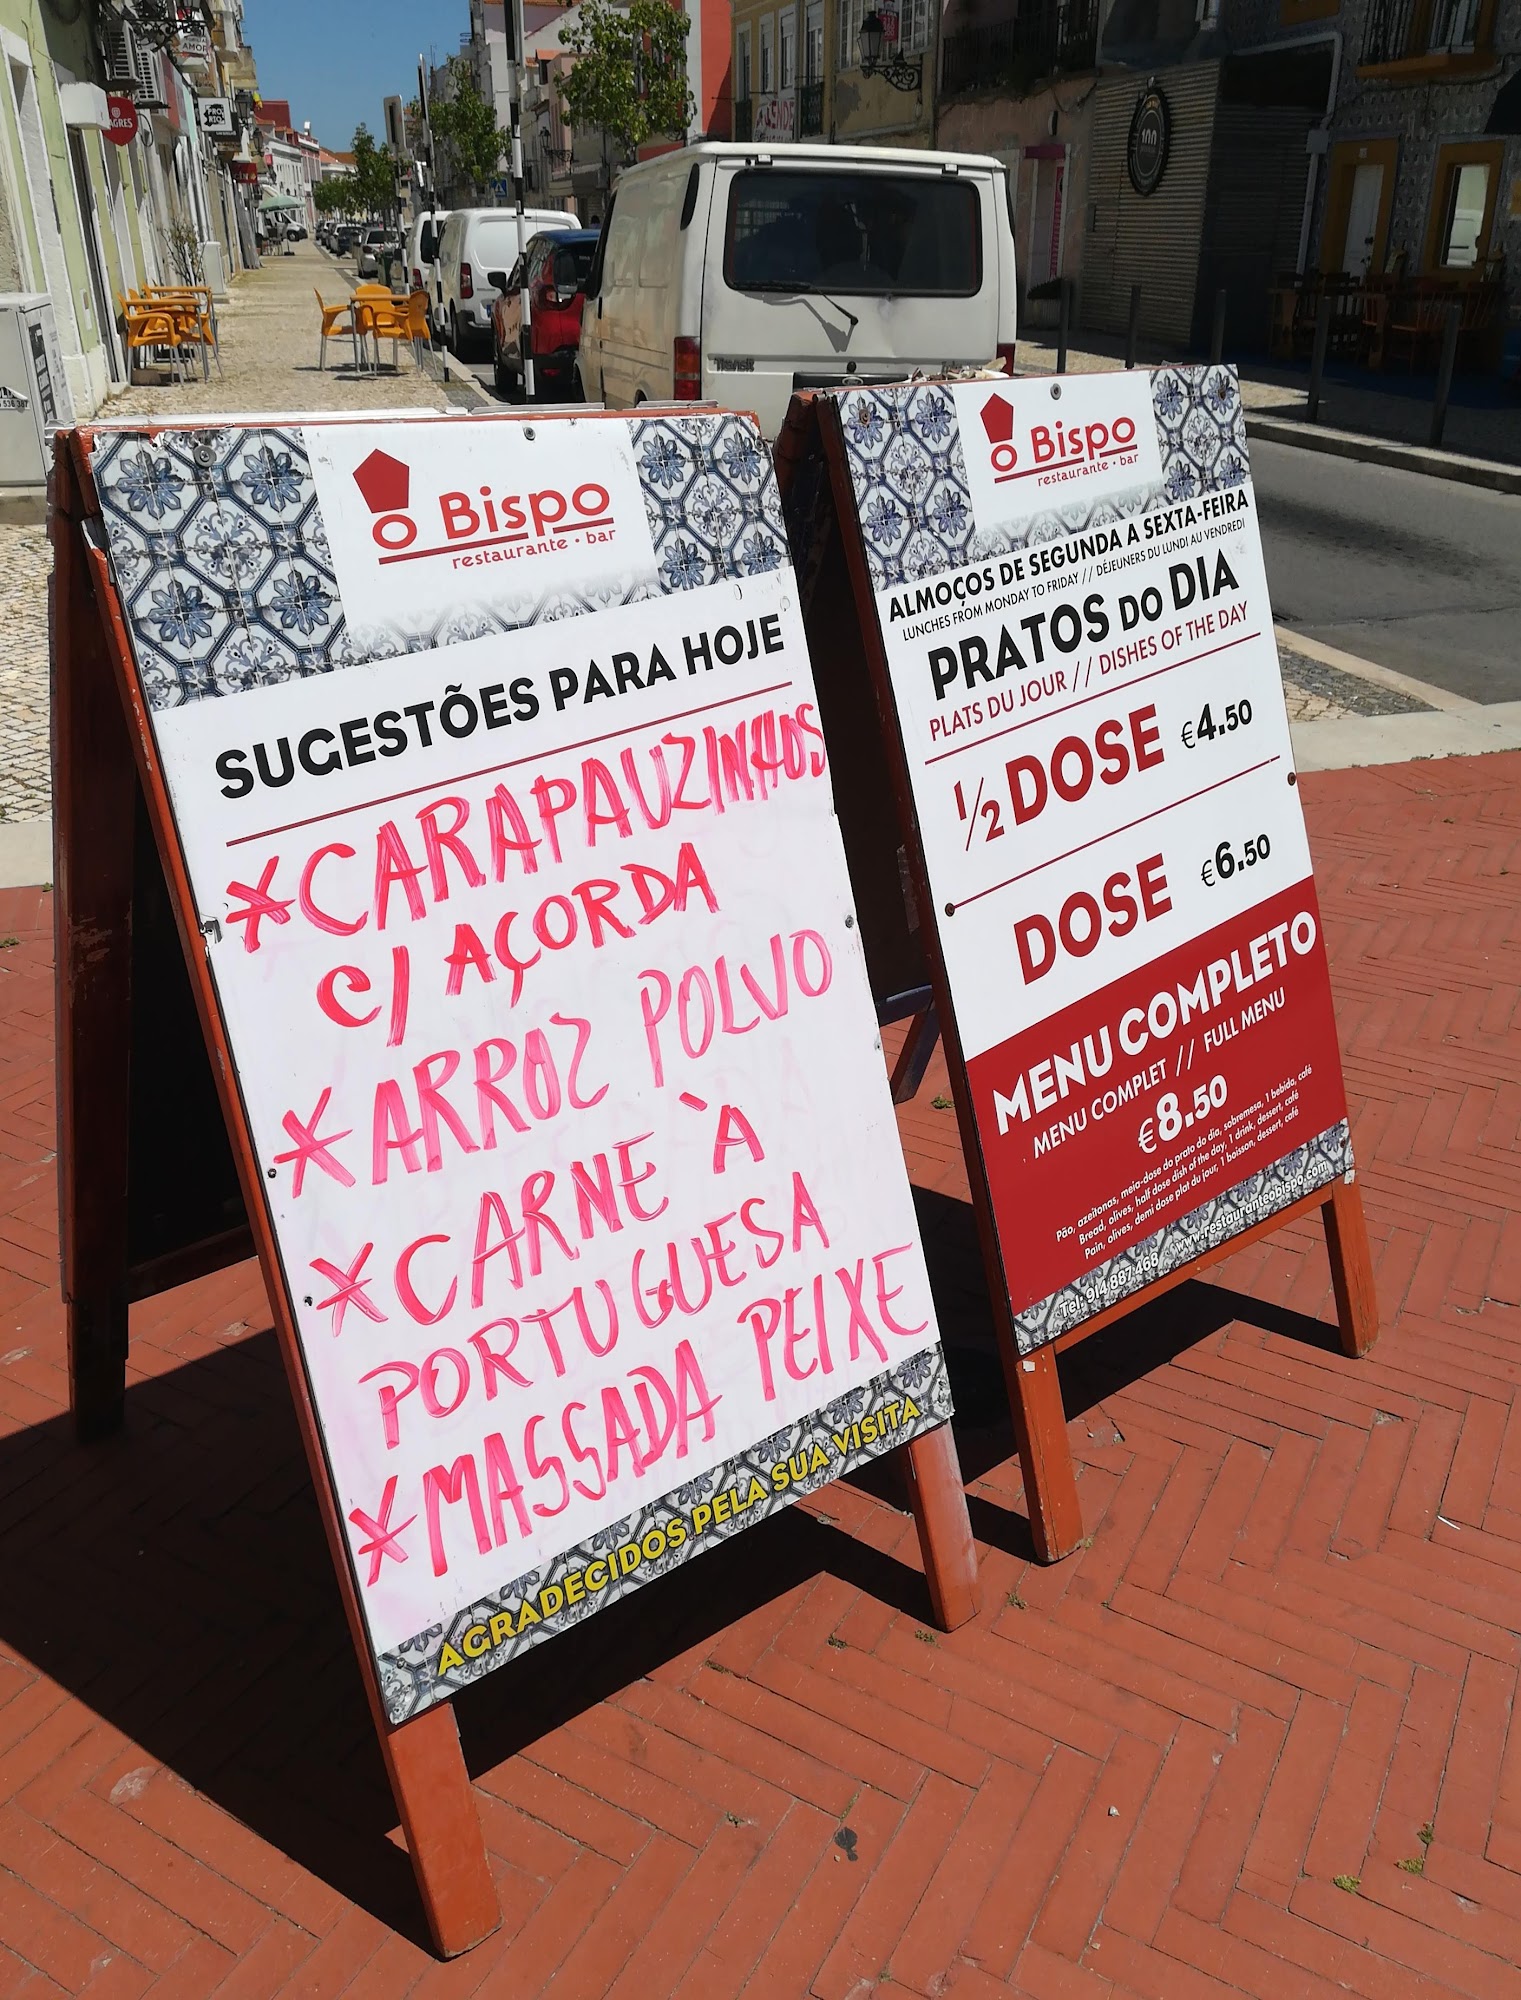 O Bispo
restaurante • bar
SUGESTÕES PARA HOJE
* CARAPAUZINHOS
C/ AÇORDA
* ARROZ POLVO
* CARNE À
PORTUGUESA
* MASSADA PEIXE
AGRADECIDOS PELA SUA VISITA
O Bispo
restaurante • bar
ALMOÇOS DE SEGUNDA A SEXTA-FEIRA
LUNCHES FROM MONDAY TO FRIDAY // DÉJEUNERS DU LUNDI AU VENDREDI
PRATOS DO DIA
PLATS DU JOUR // DISHES OF THE DAY
1/2 DOSE €4.50
DOSE €6.50
MENU COMPLETO
MENU COMPLET // FULL MENU
€8.50
Pão, azeitonas, meia-dose do prato do dia, sobremesa, 1 bebida, café
Bread, olives, half dose dish of the day, 1 drink, dessert, café
Pain, olives, demi dose plat du jour, 1 boisson, dessert, café
Tel: 914 887 468 www.restauranteobispo.com
Transit
AMOR
100